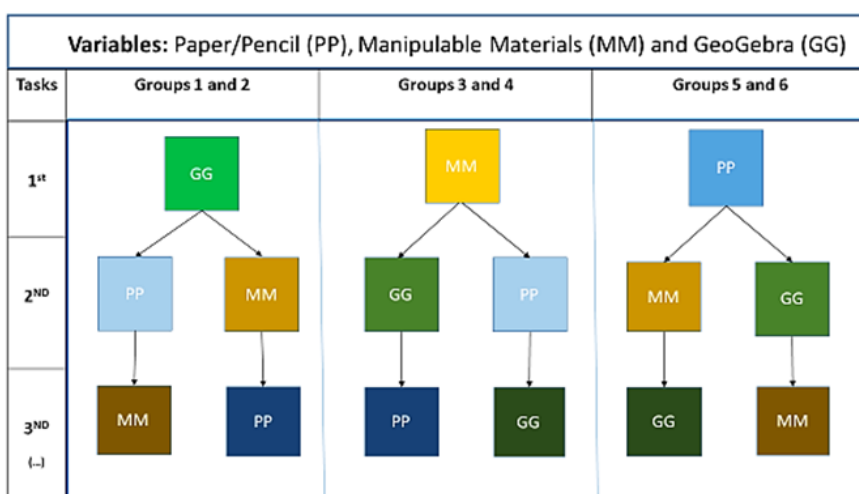 Variables: Paper/Pencil (PP), Manipulable Materials (MM) and GeoGebra (GG)
Tasks Groups 1 and 2 Groups 3 and 4 Groups 5 and 6
1st GG MM PP
2ND PP MM GG PP MM GG
3ND MM PP PP GG GG MM
(...)